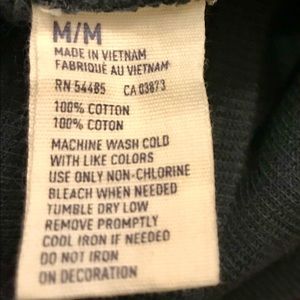 M/M
MADE IN VIETNAM
FABRIQUÉ AU VIETNAM
RN 54485 CA 03873
100% COTTON
100% COTON
MACHINE WASH COLD
WITH LIKE COLORS
USE ONLY NON-CHLORINE
BLEACH WHEN NEEDED
TUMBLE DRY LOW
REMOVE PROMPTLY
COOL IRON IF NEEDED
DO NOT IRON
ON DECORATION